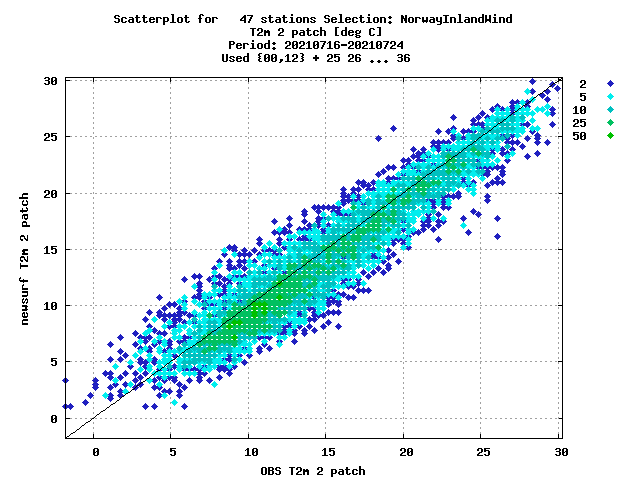 Scatterplot for   47 stations Selection: NorwayInlandWind
T2m 2 patch [deg C]
Period: 20210716-20210724
Used {00,12} + 25 26 ... 36
30
25
20
15
10
5
0
newsurf T2m 2 patch
2
5
10
25
50
0 5 10 15 20 25 30
OBS T2m 2 patch